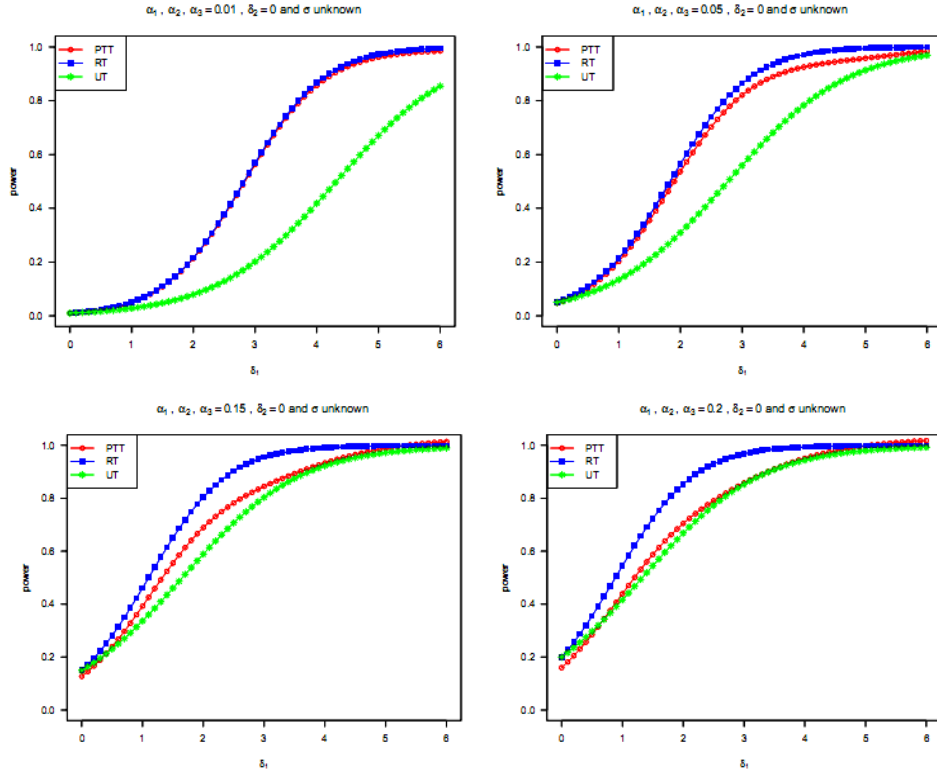 α₁ , α₂, α₃ = 0.01 , δ₂ = 0 and σ unknown
PTT
RT
UT
1.0
0.8
0.6
0.4
0.2
0.0
power
0 1 2 3 4 5 6
δ₁
α₁ , α₂, α₃ = 0.05 , δ₂ = 0 and σ unknown
PTT
RT
UT
1.0
0.8
0.6
0.4
0.2
0.0
power
0 1 2 3 4 5 6
δ₁
α₁ , α₂, α₃ = 0.15 , δ₂ = 0 and σ unknown
PTT
RT
UT
1.0
0.8
0.6
0.4
0.2
0.0
power
0 1 2 3 4 5 6
δ₁
α₁ , α₂, α₃ = 0.2 , δ₂ = 0 and σ unknown
PTT
RT
UT
1.0
0.8
0.6
0.4
0.2
0.0
power
0 1 2 3 4 5 6
δ₁